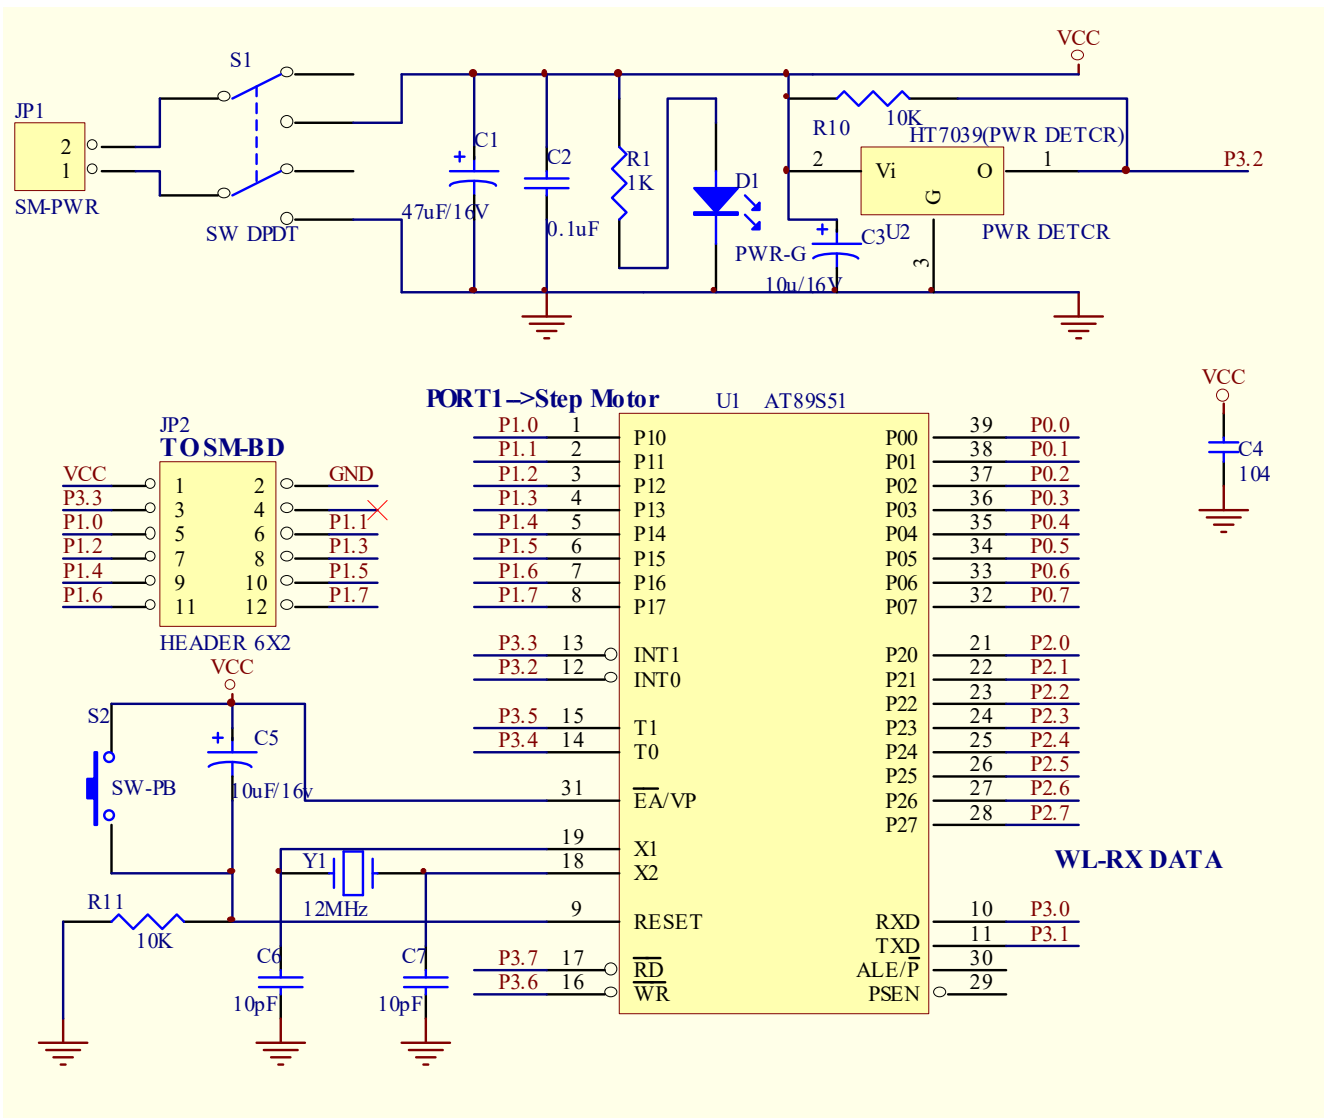 VCC
S1
JP1
2
1
SM-PWR
SW DPDT
C1
47uF/16V
C2
0.1uF
R1
1K
D1
PWR-G
R10
10K
HT7039(PWR DETCR)
2
Vi
O
G
1
P3.2
3
C3
10u/16V
U2
PWR DETCR
PORT1-->Step Motor
U1 AT89S51
VCC
C4
104
JP2
TO SM-BD
VCC 1 2 GND
P3.3 3 4
P1.0 5 6 P1.1
P1.2 7 8 P1.3
P1.4 9 10 P1.5
P1.6 11 12 P1.7
HEADER 6X2
P1.0 1 P10
P1.1 2 P11
P1.2 3 P12
P1.3 4 P13
P1.4 5 P14
P1.5 6 P15
P1.6 7 P16
P1.7 8 P17
P3.3 13 INT1
P3.2 12 INT0
P3.5 15 T1
P3.4 14 T0
31 EA/VP
19 X1
18 X2
9 RESET
P3.7 17 RD
P3.6 16 WR
P00 39 P0.0
P01 38 P0.1
P02 37 P0.2
P03 36 P0.3
P04 35 P0.4
P05 34 P0.5
P06 33 P0.6
P07 32 P0.7
P20 21 P2.0
P21 22 P2.1
P22 23 P2.2
P23 24 P2.3
P24 25 P2.4
P25 26 P2.5
P26 27 P2.6
P27 28 P2.7
WL-RX DATA
RXD 10 P3.0
TXD 11 P3.1
ALE/P 30
PSEN 29
VCC
S2
SW-PB
C5
10uF/16v
R11
10K
Y1
12MHz
C6
10pF
C7
10pF